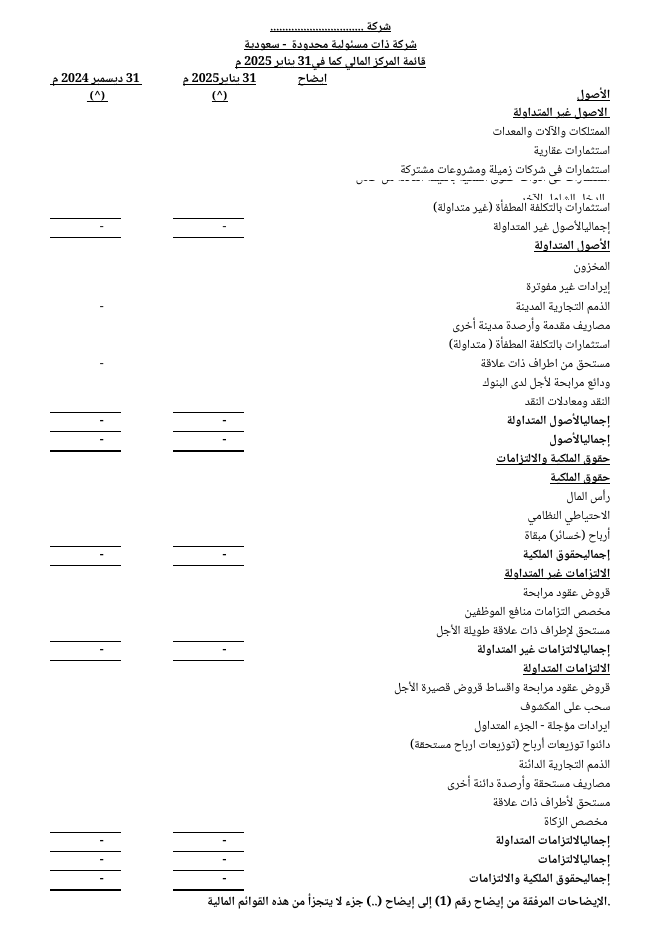 شركة ...............................
شركة ذات مسئولية محدودة - سعودية
قائمة المركز المالي كما في31 يناير 2025 م
ايضاح 31 يناير2025 م 31 ديسمبر 2024 م
الأصول (^) (^)
الاصول غير المتداولة
الممتلكات والآلات والمعدات
استثمارات عقارية
استثمارات في شركات زميلة ومشروعات مشتركة
الدخل الشامل الآخر
استثمارات بالتكلفة المطفأة (غير متداولة)
إجماليالأصول غير المتداولة - -
الأصول المتداولة
المخزون
إيرادات غير مفوترة
الذمم التجارية المدينة -
مصاريف مقدمة وأرصدة مدينة أخرى
استثمارات بالتكلفة المطفأة ( متداولة)
مستحق من اطراف ذات علاقة -
ودائع مرابحة لأجل لدى البنوك
النقد ومعادلات النقد
إجماليالأصول المتداولة - -
إجماليالأصول - -
حقوق الملكية والالتزامات
حقوق الملكية
رأس المال
الاحتياطي النظامي
أرباح (خسائر) مبقاة
إجماليحقوق الملكية - -
الالتزامات غير المتداولة
قروض عقود مرابحة
مخصص التزامات منافع الموظفين
مستحق لإطراف ذات علاقة طويلة الأجل
إجماليالالتزامات غير المتداولة - -
الالتزامات المتداولة
قروض عقود مرابحة واقساط قروض قصيرة الأجل
سحب على المكشوف
ايرادات مؤجلة - الجزء المتداول
دائنوا توزيعات أرباح (توزيعات ارباح مستحقة)
الذمم التجارية الدائنة
مصاريف مستحقة وأرصدة دائنة أخرى
مستحق لأطراف ذات علاقة
مخصص الزكاة
إجماليالالتزامات المتداولة - -
إجماليالالتزامات - -
إجماليحقوق الملكية والالتزامات - -
.الإيضاحات المرفقة من إيضاح رقم (1) إلى إيضاح (..) جزء لا يتجزأ من هذه القوائم المالية